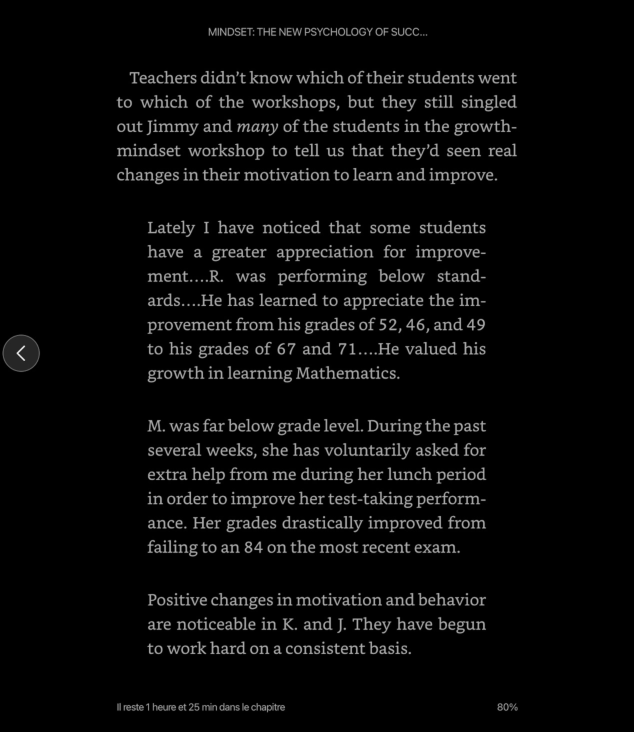 MINDSET: THE NEW PSYCHOLOGY OF SUCC...
Teachers didn’t know which of their students went
to which of the workshops, but they still singled
out Jimmy and many of the students in the growth-
mindset workshop to tell us that they’d seen real
changes in their motivation to learn and improve.
Lately I have noticed that some students
have a greater appreciation for improve-
ment....R. was performing below stand-
ards....He has learned to appreciate the im-
provement from his grades of 52, 46, and 49
to his grades of 67 and 71....He valued his
growth in learning Mathematics.
M. was far below grade level. During the past
several weeks, she has voluntarily asked for
extra help from me during her lunch period
in order to improve her test-taking perform-
ance. Her grades drastically improved from
failing to an 84 on the most recent exam.
Positive changes in motivation and behavior
are noticeable in K. and J. They have begun
to work hard on a consistent basis.
Il reste 1 heure et 25 min dans le chapitre
80%